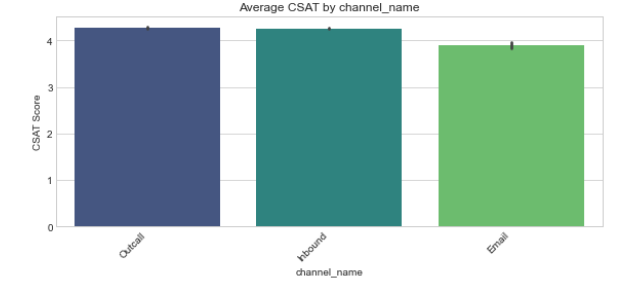 Average CSAT by channel_name
CSAT Score
4
3
2
1
0
Outcall
Inbound
Email
channel_name